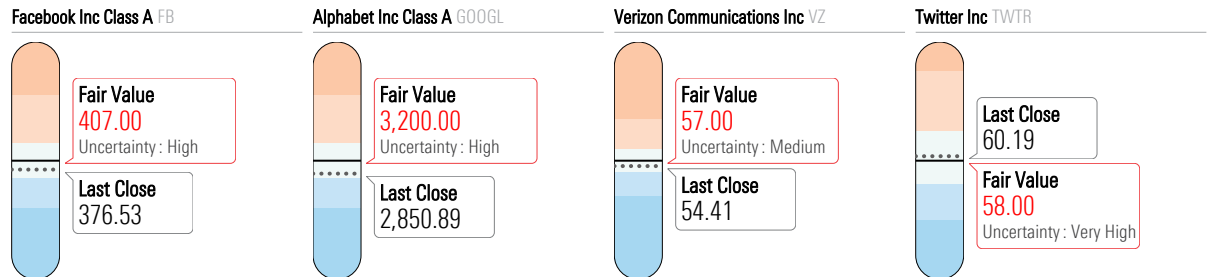 Facebook Inc Class A FB
Fair Value
407.00
Uncertainty : High
Last Close
376.53
Alphabet Inc Class A GOOGL
Fair Value
3,200.00
Uncertainty : High
Last Close
2,850.89
Verizon Communications Inc VZ
Fair Value
57.00
Uncertainty : Medium
Last Close
54.41
Twitter Inc TWTR
Last Close
60.19
Fair Value
58.00
Uncertainty : Very High